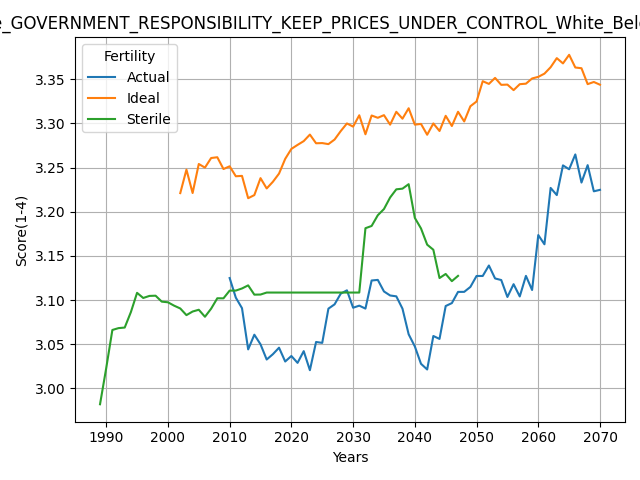 e_GOVERNMENT_RESPONSIBILITY_KEEP_PRICES_UNDER_CONTROL_White_Belo
Fertility
Actual
Ideal
Sterile
Score(1-4)
3.35
3.30
3.25
3.20
3.15
3.10
3.05
3.00
1990 2000 2010 2020 2030 2040 2050 2060 2070
Years